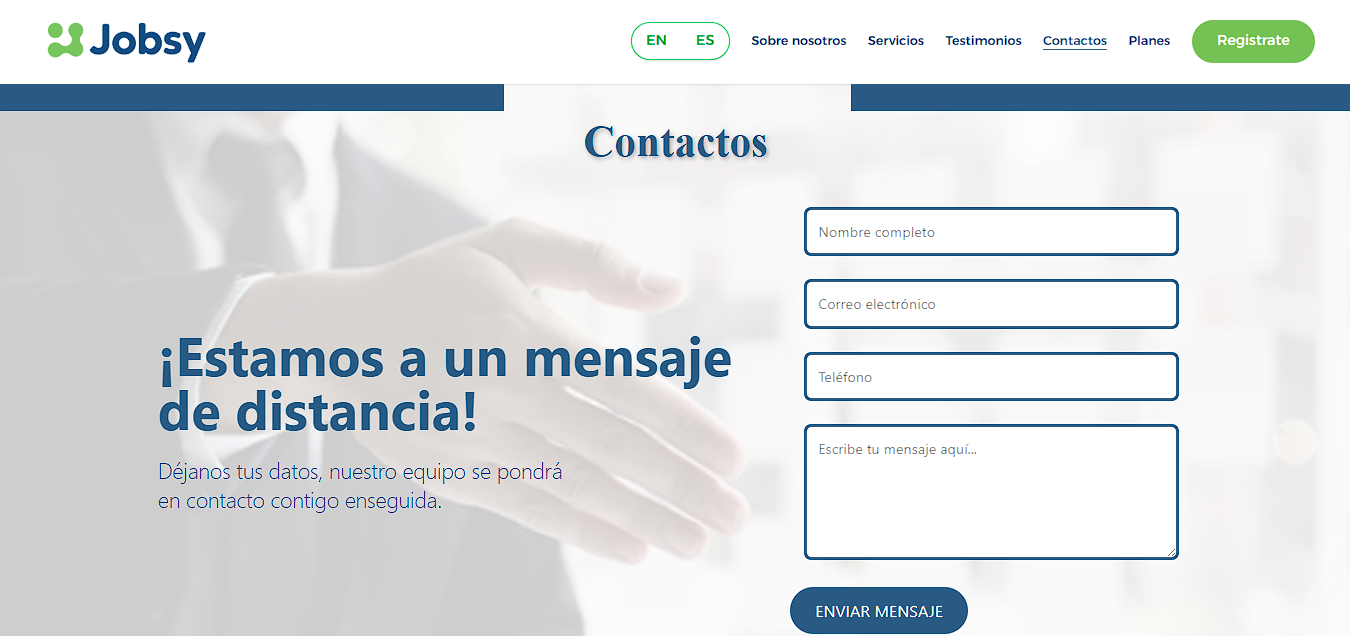 Jobsy
EN ES Sobre nosotros Servicios Testimonios Contactos Planes Registrate
Contactos
Nombre completo
Correo electrónico
Teléfono
Escribe tu mensaje aquí...
¡Estamos a un mensaje
de distancia!
Déjanos tus datos, nuestro equipo se pondrá
en contacto contigo enseguida.
ENVIAR MENSAJE